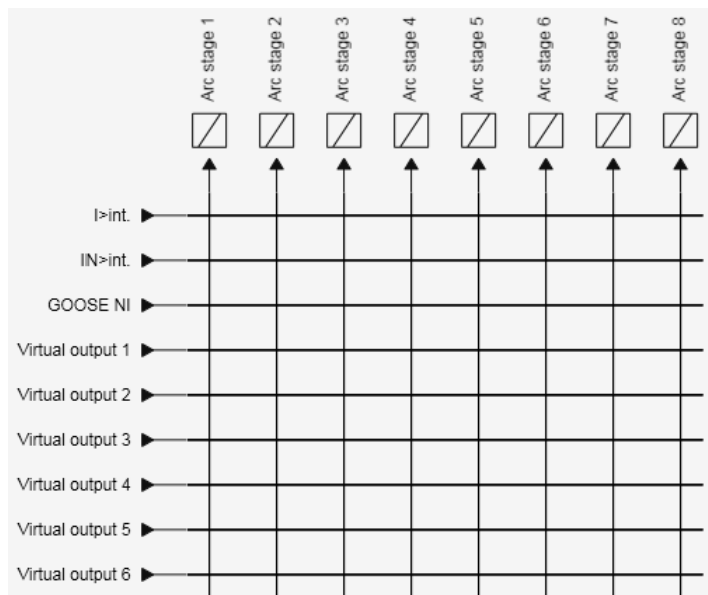 Arc stage 1
Arc stage 2
Arc stage 3
Arc stage 4
Arc stage 5
Arc stage 6
Arc stage 7
Arc stage 8
I>int.
IN>int.
GOOSE NI
Virtual output 1
Virtual output 2
Virtual output 3
Virtual output 4
Virtual output 5
Virtual output 6